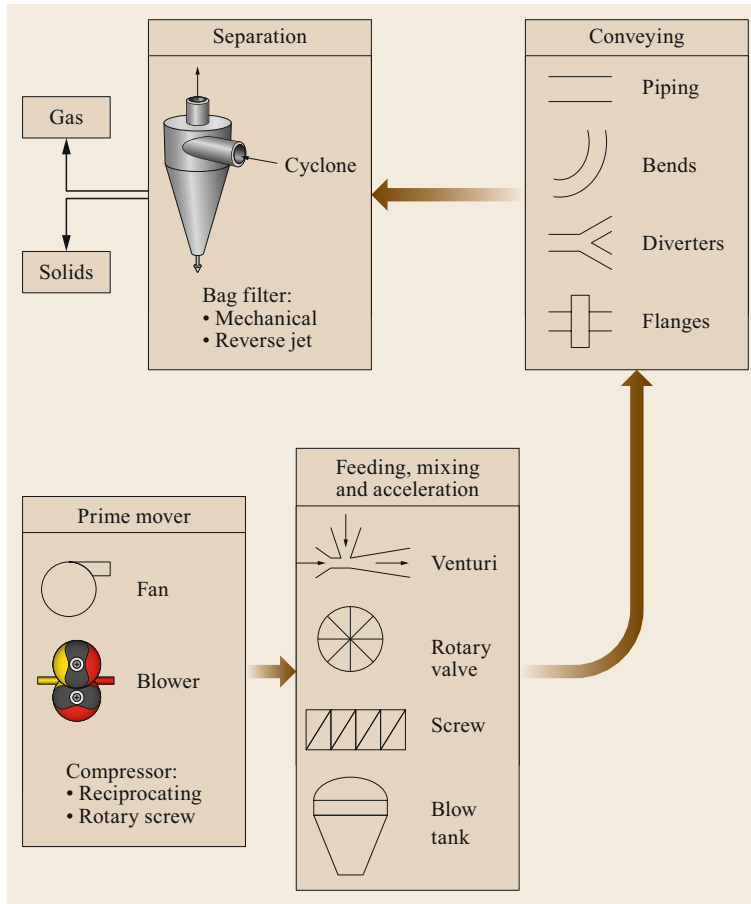 Separation
Gas
Cyclone
Solids
Bag filter:
• Mechanical
• Reverse jet
Conveying
Piping
Bends
Diverters
Flanges
Prime mover
Fan
Blower
Compressor:
• Reciprocating
• Rotary screw
Feeding, mixing
and acceleration
Venturi
Rotary
valve
Screw
Blow
tank